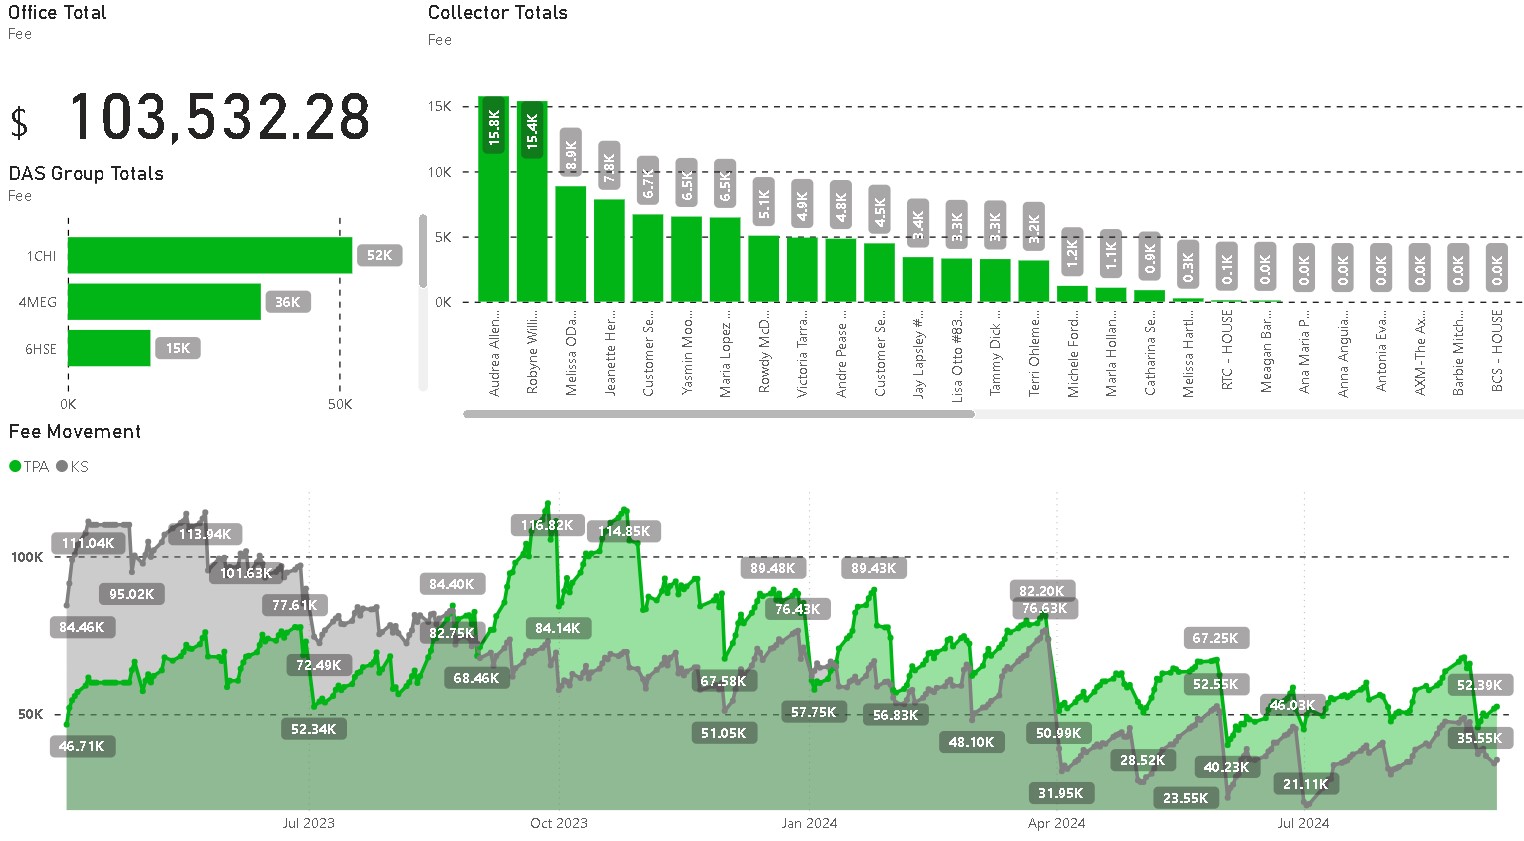 Office Total
Fee
$ 103,532.28
DAS Group Totals
Fee
1CHI 52K
4MEG 36K
6HSE 15K
0K 50K
Collector Totals
Fee
15K
10K
5K
0K
15.8K
15.4K
8.9K
7.8K
6.7K
6.5K
6.5K
5.1K
4.9K
4.8K
4.5K
3.4K
3.3K
3.3K
3.2K
1.2K
1.1K
0.9K
0.3K
0.1K
0.0K
0.0K
0.0K
0.0K
0.0K
0.0K
0.0K
Audrea Allen...
Robyne Willi...
Melissa ODa...
Jeanette Her...
Customer Se...
Yasmin Moo...
Maria Lopez ...
Rowdy McD...
Victoria Tarra...
Andre Pease ...
Customer Se...
Jay Lapsley #...
Lisa Otto #83...
Tammy Dick ...
Terri Ohleme...
Michele Ford...
Marla Hollan...
Catharina Se...
Melissa Hartl...
RTC - HOUSE
Meagan Bar...
Ana Maria P...
Anna Anguia...
Antonia Eva...
AXM-The Ax...
Barbie Mitch...
BCS - HOUSE
Fee Movement
TPA KS
100K
50K
111.04K
84.46K
46.71K
95.02K
113.94K
101.63K
77.61K
72.49K
52.34K
84.40K
82.75K
68.46K
116.82K
84.14K
114.85K
67.58K
51.05K
89.48K
76.43K
57.75K
89.43K
56.83K
48.10K
82.20K
76.63K
50.99K
31.95K
28.52K
67.25K
52.55K
23.55K
40.23K
46.03K
21.11K
52.39K
35.55K
Jul 2023 Oct 2023 Jan 2024 Apr 2024 Jul 2024